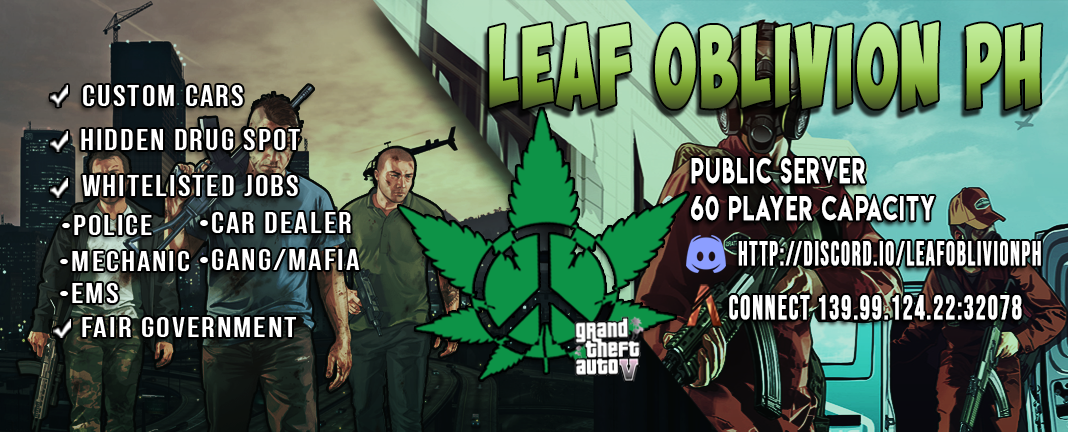 LEAF OBLIVION PH
✓ CUSTOM CARS
✓ HIDDEN DRUG SPOT
✓ WHITELISTED JOBS
•POLICE •CAR DEALER
•MECHANIC •GANG/MAFIA
•EMS
✓ FAIR GOVERNMENT
PUBLIC SERVER
60 PLAYER CAPACITY
HTTP://DISCORD.IO/LEAFOBLIVIONPH
CONNECT 139.99.124.22:32078
grand
theft
auto V